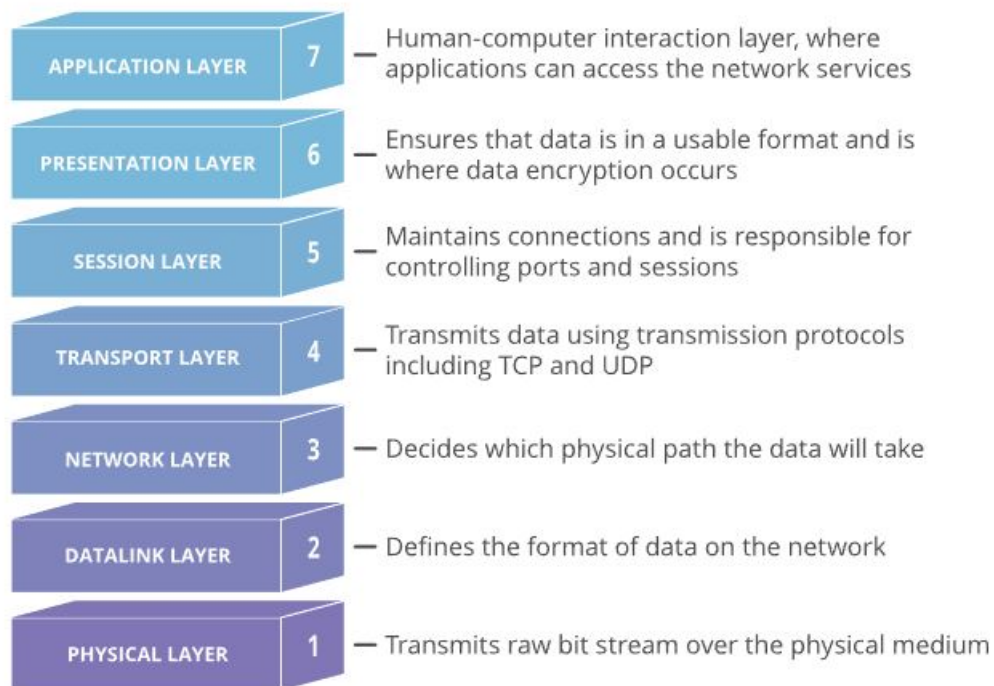 APPLICATION LAYER 7
Human-computer interaction layer, where
applications can access the network services
PRESENTATION LAYER 6
Ensures that data is in a usable format and is
where data encryption occurs
SESSION LAYER 5
Maintains connections and is responsible for
controlling ports and sessions
TRANSPORT LAYER 4
Transmits data using transmission protocols
including TCP and UDP
NETWORK LAYER 3
Decides which physical path the data will take
DATALINK LAYER 2
Defines the format of data on the network
PHYSICAL LAYER 1
Transmits raw bit stream over the physical medium